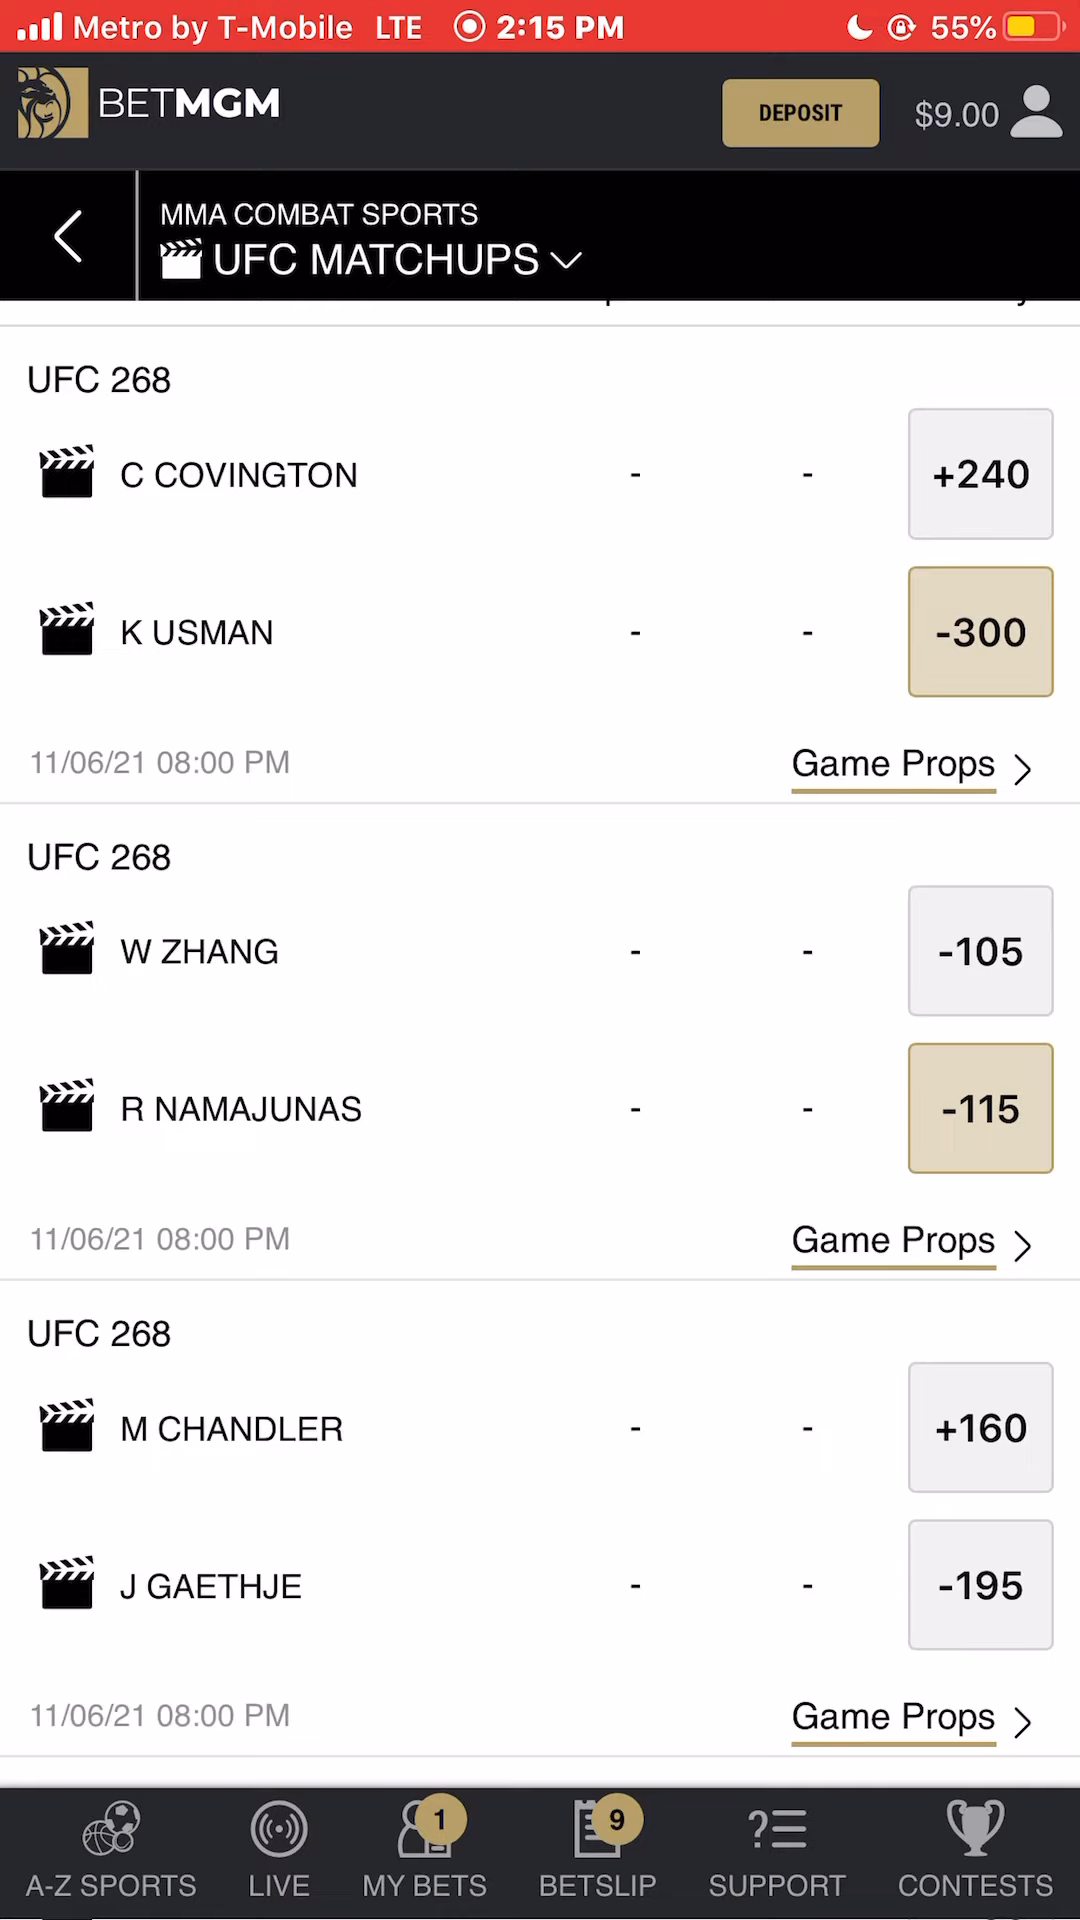 Metro by T-Mobile LTE 2:15 PM 55%
BETMGM DEPOSIT $9.00
MMA COMBAT SPORTS
UFC MATCHUPS
UFC 268
C COVINGTON - - +240
K USMAN - - -300
11/06/21 08:00 PM Game Props
UFC 268
W ZHANG - - -105
R NAMAJUNAS - - -115
11/06/21 08:00 PM Game Props
UFC 268
M CHANDLER - - +160
J GAETHJE - - -195
11/06/21 08:00 PM Game Props
1 9
A-Z SPORTS LIVE MY BETS BETSLIP SUPPORT CONTESTS